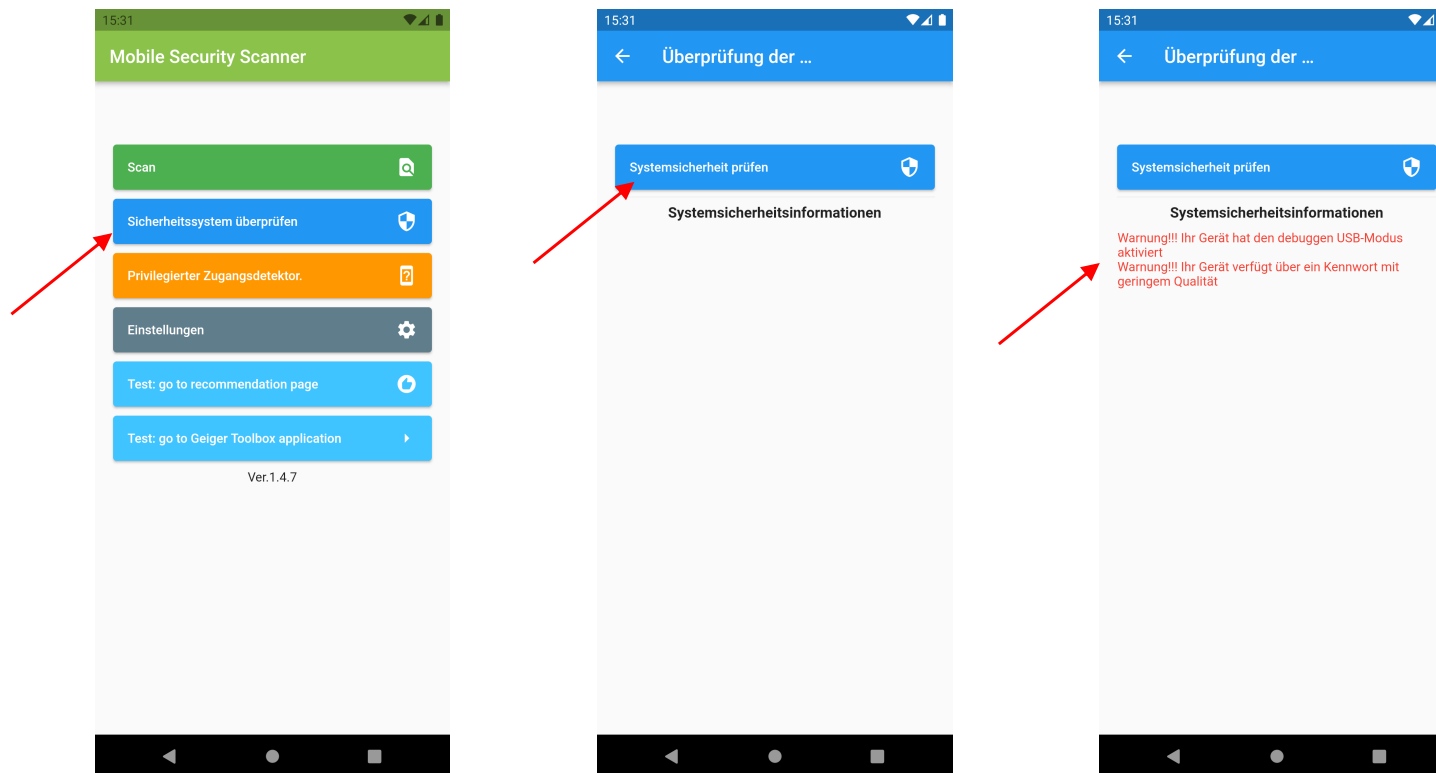 15:31
Mobile Security Scanner
Scan
Sicherheitssystem überprüfen
Privilegierter Zugangsdetektor.
Einstellungen
Test: go to recommendation page
Test: go to Geiger Toolbox application
Ver.1.4.7
15:31
Überprüfung der ...
Systemsicherheit prüfen
Systemsicherheitsinformationen
15:31
Überprüfung der ...
Systemsicherheit prüfen
Systemsicherheitsinformationen
Warnung!!! Ihr Gerät hat den debuggen USB-Modus
aktiviert
Warnung!!! Ihr Gerät verfügt über ein Kennwort mit
geringem Qualität